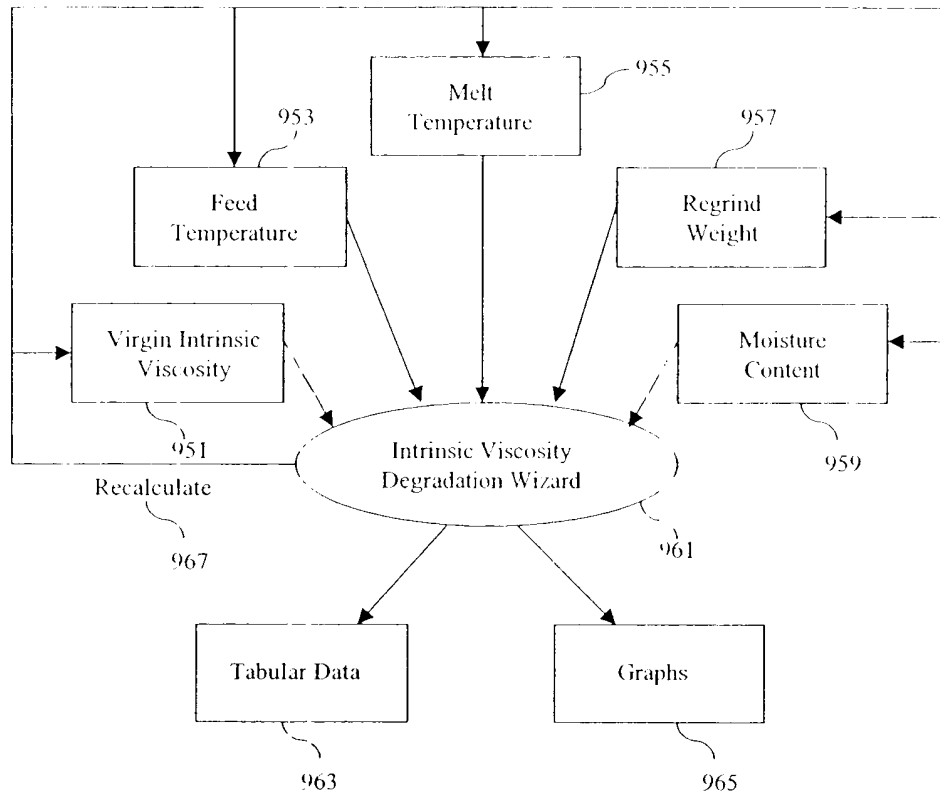 955
Melt
Temperature
953
957
Feed
Temperature
Regrind
Weight
Virgin Intrinsic
Viscosity
Moisture
Content
951
959
Intrinsic Viscosity
Degradation Wizard
Recalculate
961
967
Tabular Data
Graphs
963
965